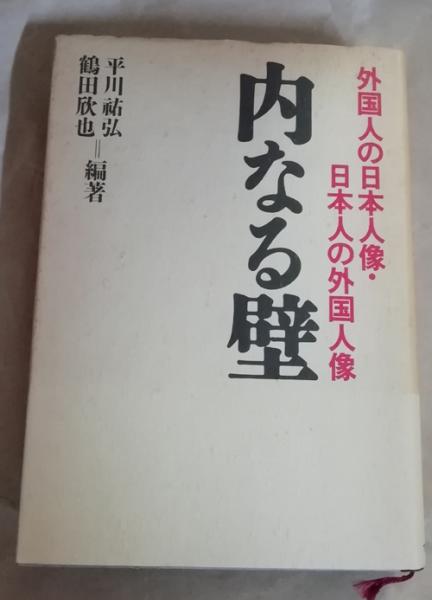 外国人の日本人像・
日本人の外国人像
内なる壁
平川祐弘
鶴田欣也＝編著